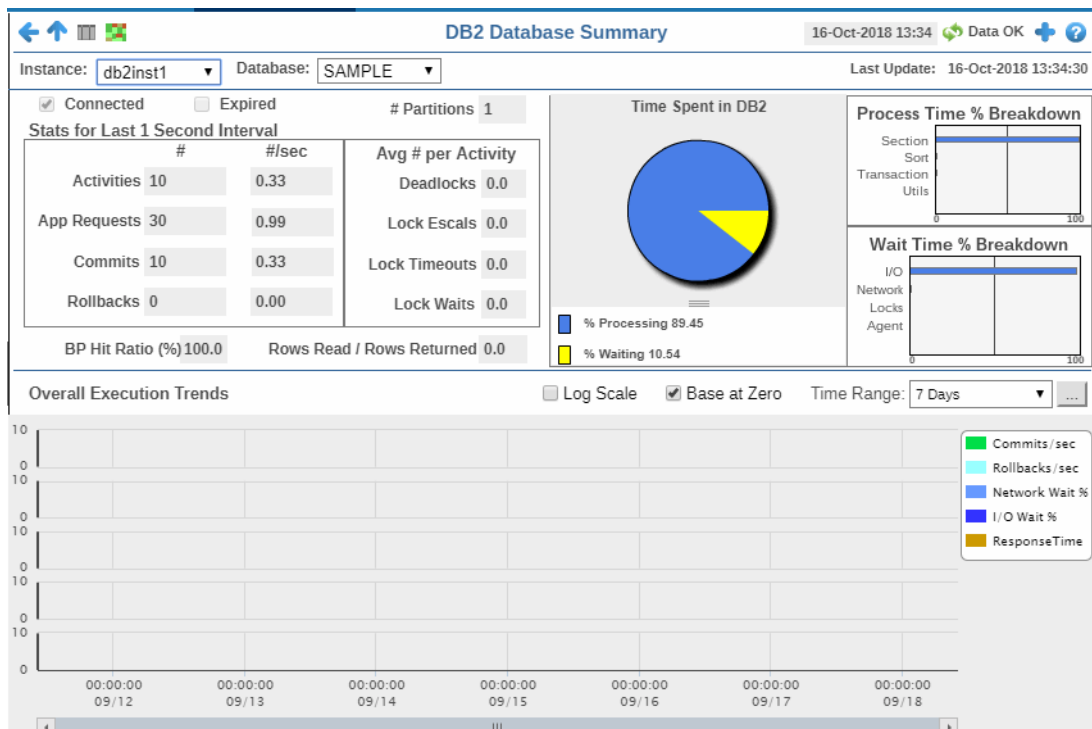 DB2 Database Summary 16-Oct-2018 13:34 Data OK
Instance: db2inst1 Database: SAMPLE Last Update: 16-Oct-2018 13:34:30
Connected Expired # Partitions 1
Stats for Last 1 Second Interval
# #/sec
Activities 10 0.33
App Requests 30 0.99
Commits 10 0.33
Rollbacks 0 0.00
Avg # per Activity
Deadlocks 0.0
Lock Escals 0.0
Lock Timeouts 0.0
Lock Waits 0.0
BP Hit Ratio (%) 100.0 Rows Read / Rows Returned 0.0
Time Spent in DB2
% Processing 89.45
% Waiting 10.54
Process Time % Breakdown
Section
Sort
Transaction
Utils
0 100
Wait Time % Breakdown
I/O
Network
Locks
Agent
0 100
Overall Execution Trends Log Scale Base at Zero Time Range: 7 Days ...
10
0
10
0
10
0
10
0
10
0
00:00:00 00:00:00 00:00:00 00:00:00 00:00:00 00:00:00 00:00:00
09/12 09/13 09/14 09/15 09/16 09/17 09/18
Commits/sec
Rollbacks/sec
Network Wait %
I/O Wait %
ResponseTime